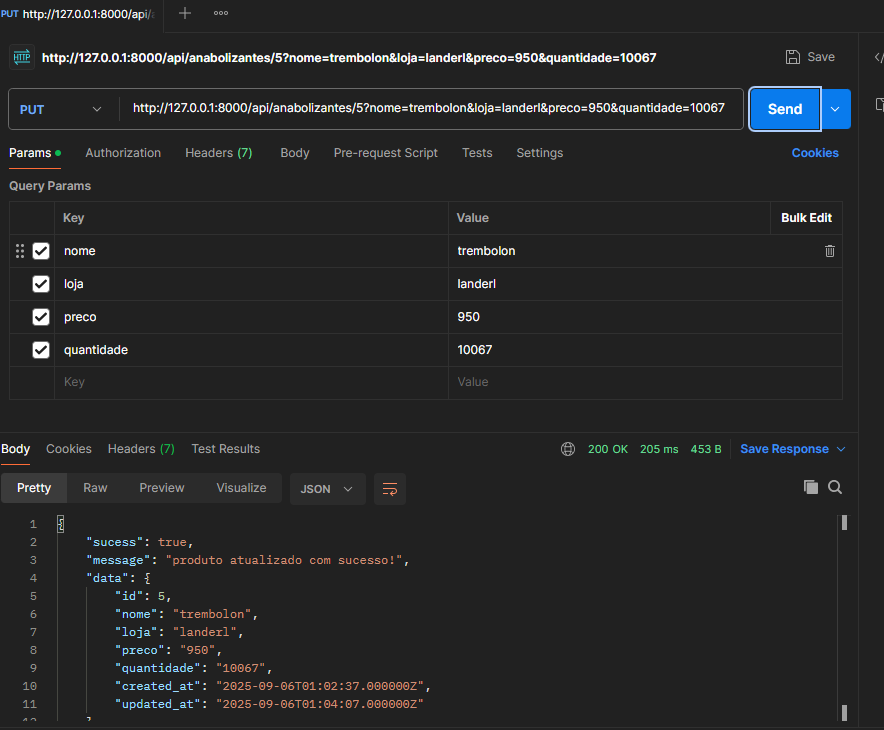 PUT http://127.0.0.1:8000/api/a
HTTP http://127.0.0.1:8000/api/anabolizantes/5?nome=trembolon&loja=landerl&preco=950&quantidade=10067 Save
PUT http://127.0.0.1:8000/api/anabolizantes/5?nome=trembolon&loja=landerl&preco=950&quantidade=10067 Send
Params Authorization Headers (7) Body Pre-request Script Tests Settings Cookies
Query Params
Key Value Bulk Edit
nome trembolon
loja landerl
preco 950
quantidade 10067
Key Value
Body Cookies Headers (7) Test Results 200 OK 205 ms 453 B Save Response
Pretty Raw Preview Visualize JSON
1 {
2 "sucess": true,
3 "message": "produto atualizado com sucesso!",
4 "data": {
5 "id": 5,
6 "nome": "trembolon",
7 "loja": "landerl",
8 "preco": "950",
9 "quantidade": "10067",
10 "created_at": "2025-09-06T01:02:37.000000Z",
11 "updated_at": "2025-09-06T01:04:07.000000Z"